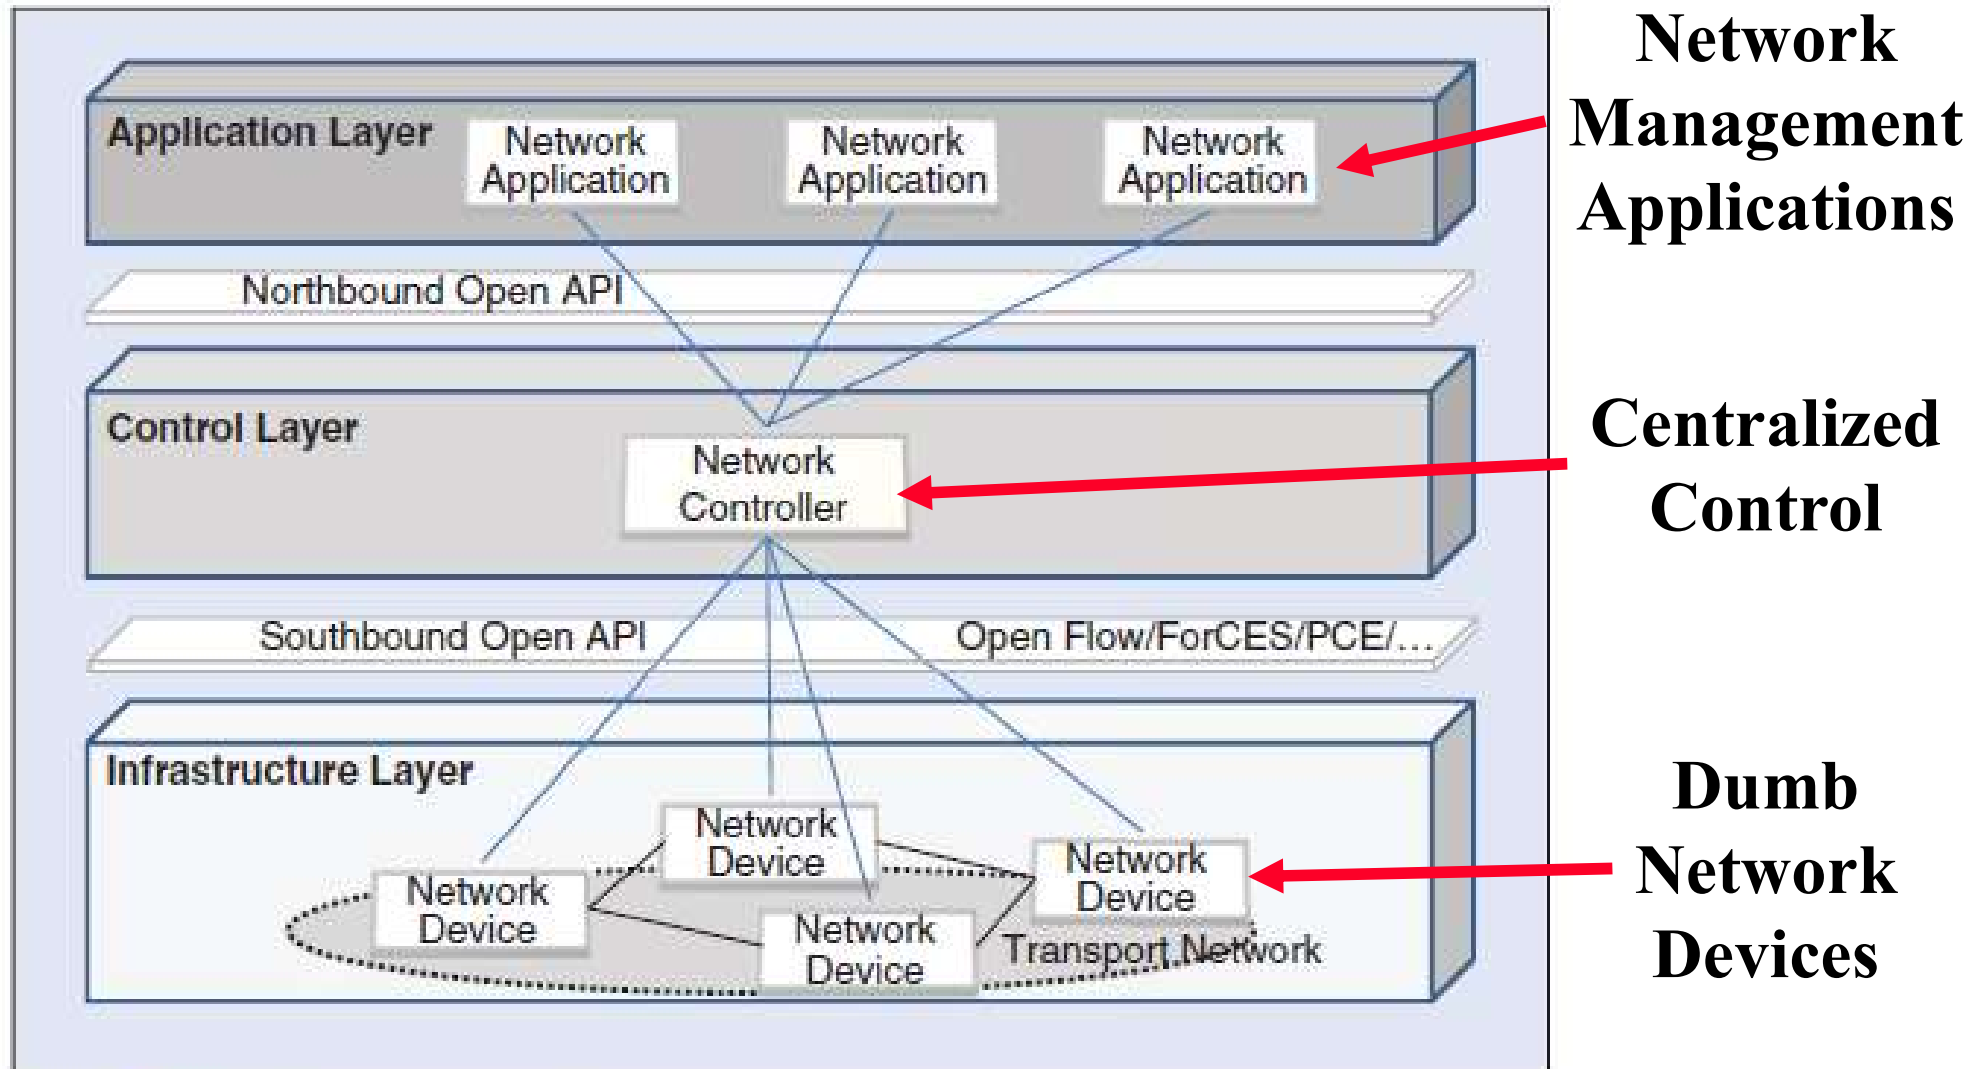 Network
Management
Applications
Application Layer
Network
Application
Network
Application
Network
Application
Northbound Open API
Control Layer
Network
Controller
Centralized
Control
Southbound Open API
Open Flow/ForCES/PCE/...
Infrastructure Layer
Network
Device
Network
Device
Network
Device
Network
Device
Transport Network
Dumb
Network
Devices